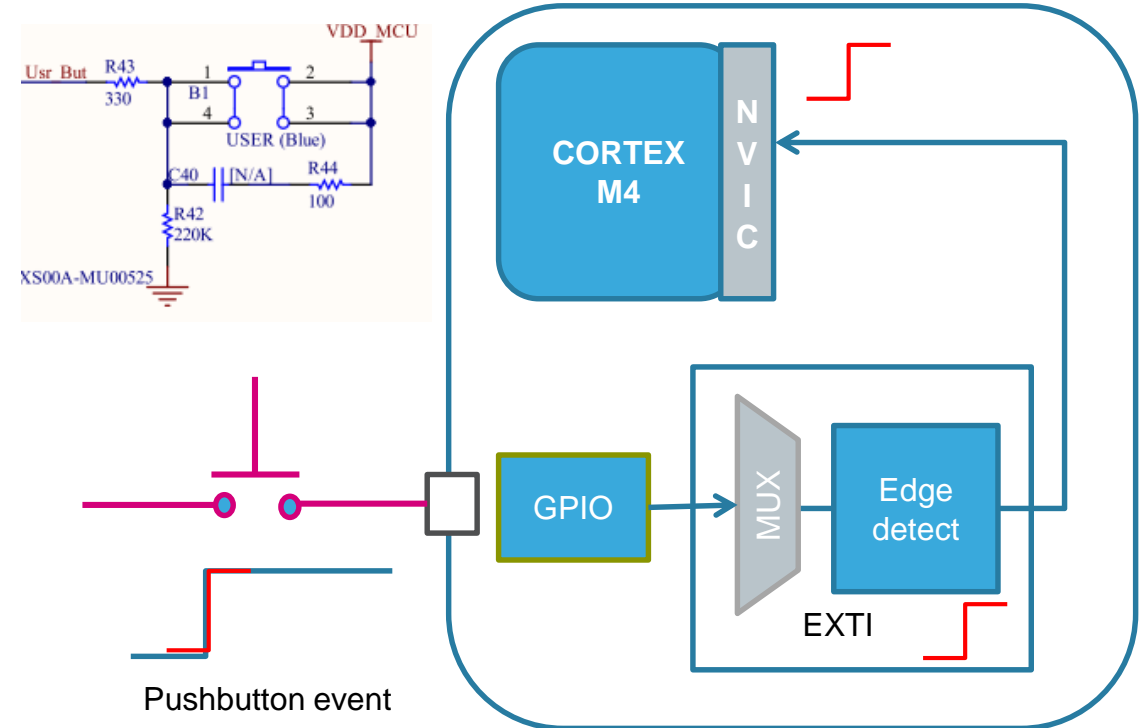 VDD_MCU
Usr_But
R43
330
1
2
B1
4
3
USER (Blue)
C40
[N/A]
R44
100
R42
220K
XS00A-MU00525
CORTEX
M4
N
V
I
C
GPIO
MUX
Edge
detect
EXTI
Pushbutton event